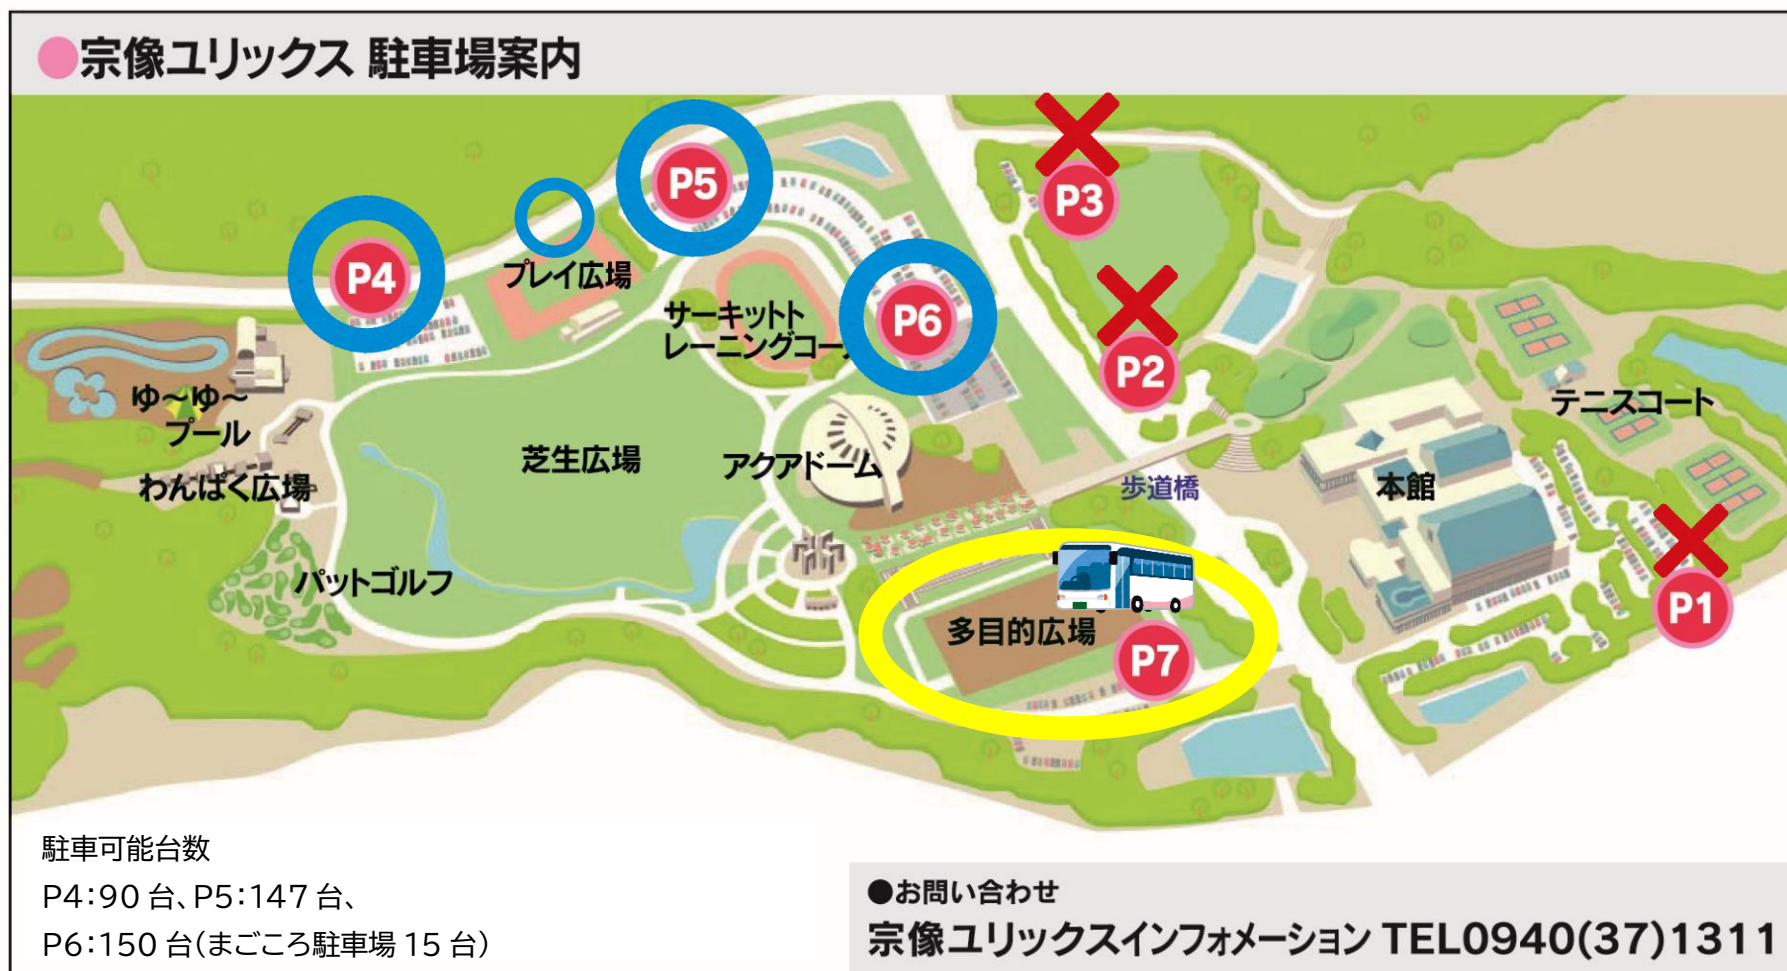 ●宗像ユリックス 駐車場案内
P3
P5
P4
プレイ広場
サーキットト
レーニングコー
P6
P2
ゆ～ゆ～
プール
わんぱく広場
芝生広場
アクアドーム
歩道橋
本館
テニスコート
パットゴルフ
多目的広場
P7
P1
駐車可能台数
P4:90 台、P5:147 台、
P6:150 台(まごころ駐車場 15 台)
●お問い合わせ
宗像ユリックスインフォメーション TEL0940(37)1311